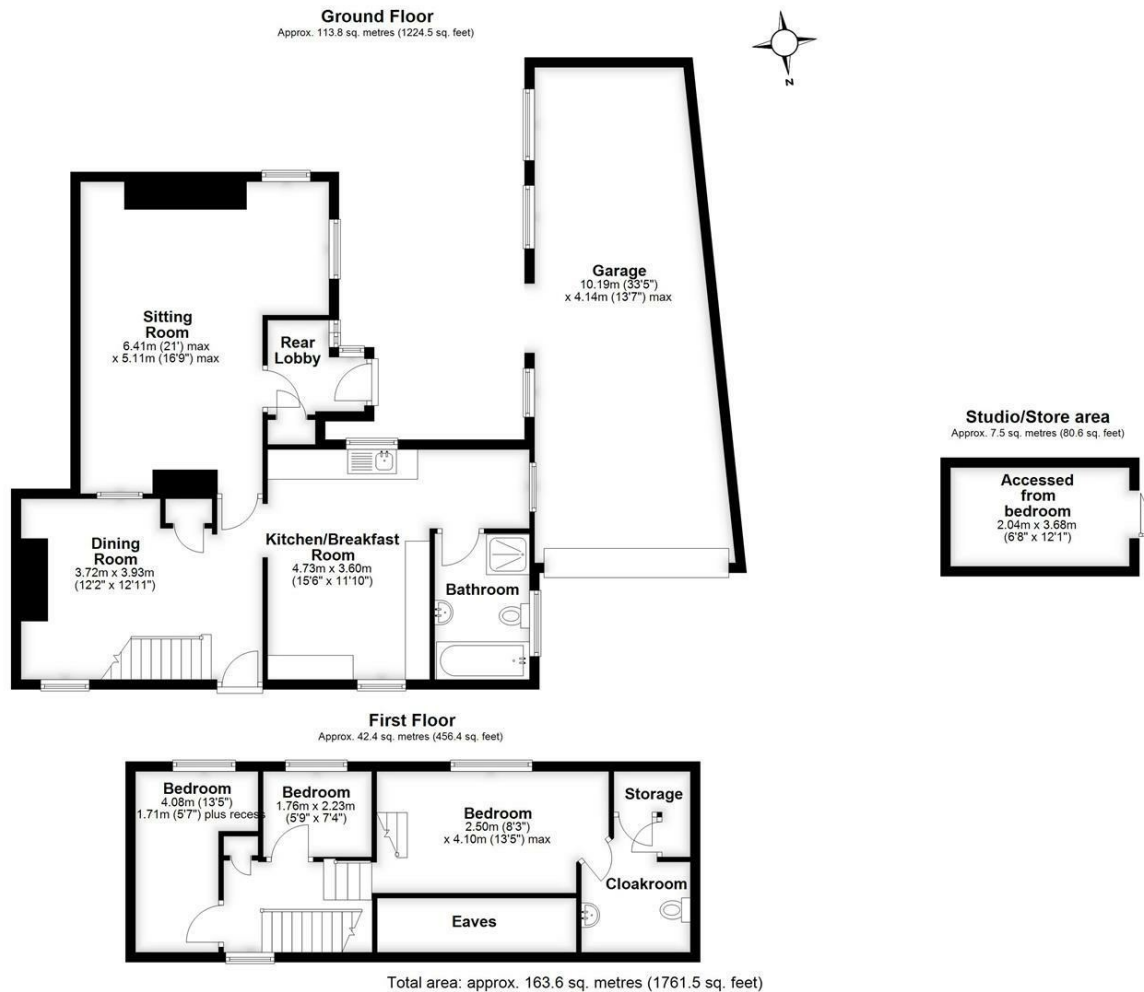 Ground Floor
Approx. 113.8 sq. metres (1224.5 sq. feet)
N
Garage
10.19m (33'5")
x 4.14m (13'7") max
Sitting
Room
6.41m (21') max
x 5.11m (16'9") max
Rear
Lobby
Studio/Store area
Approx. 7.5 sq. metres (80.6 sq. feet)
Accessed
from
bedroom
2.04m x 3.68m
(6'8" x 12'1")
Dining
Room
3.72m x 3.93m
(12'2" x 12'11")
Kitchen/Breakfast
Room
4.73m x 3.60m
(15'6" x 11'10")
Bathroom
First Floor
Approx. 42.4 sq. metres (456.4 sq. feet)
Bedroom
4.08m (13'5")
1.71m (5'7") plus recess
Bedroom
1.76m x 2.23m
(5'9" x 7'4")
Bedroom
2.50m (8'3")
x 4.10m (13'5") max
Storage
Cloakroom
Eaves
Total area: approx. 163.6 sq. metres (1761.5 sq. feet)